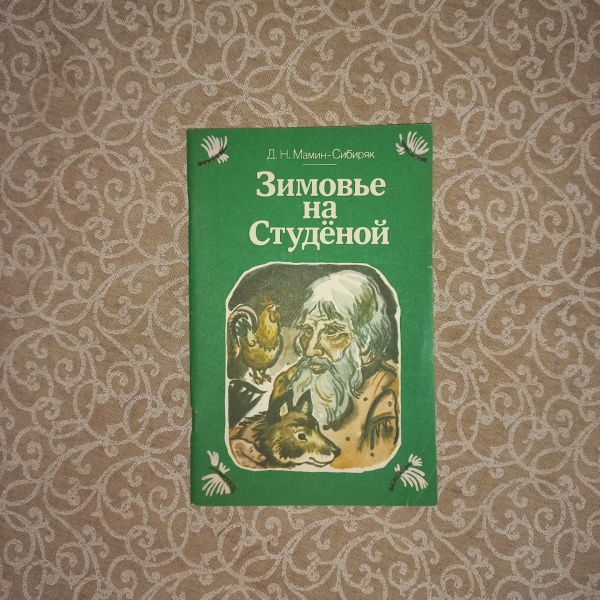 Д. Н. Мамин-Сибиряк
Зимовье
на
Студёной